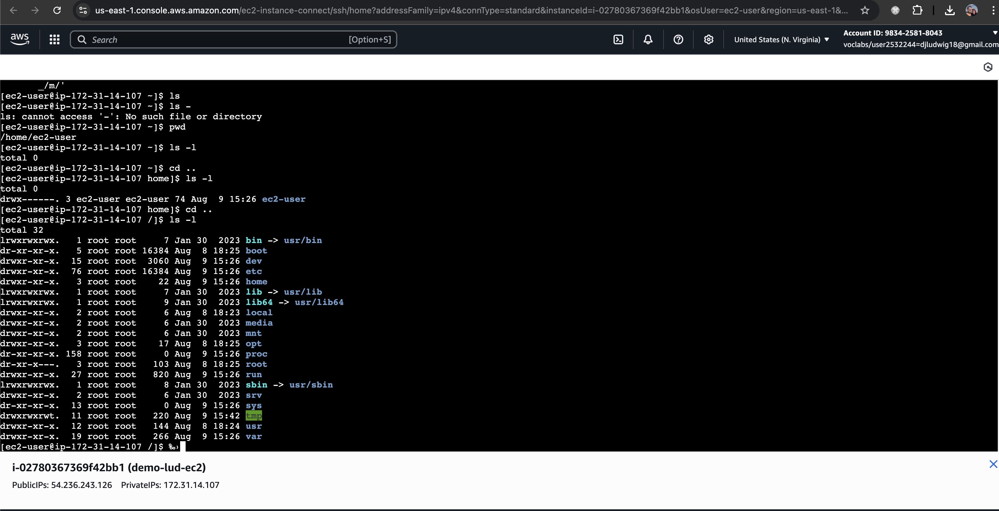 us-east-1.console.aws.amazon.com/ec2-instance-connect/ssh/home?addressFamily=ipv4&connType=standard&instanceId=i-02780367369f42bb1&osUser=ec2-user&region=us-east-1&...
aws Search [Option+S] United States (N. Virginia) Account ID: 9834-2581-8043
voclabs/user2532244=djludwig18@gmail.com
_/m/'
[ec2-user@ip-172-31-14-107 ~]$ ls
[ec2-user@ip-172-31-14-107 ~]$ ls -
ls: cannot access '-': No such file or directory
[ec2-user@ip-172-31-14-107 ~]$ pwd
/home/ec2-user
[ec2-user@ip-172-31-14-107 ~]$ ls -l
total 0
[ec2-user@ip-172-31-14-107 ~]$ cd ..
[ec2-user@ip-172-31-14-107 home]$ ls -l
total 0
drwx------. 3 ec2-user ec2-user 74 Aug  9 15:26 ec2-user
[ec2-user@ip-172-31-14-107 home]$ cd ..
[ec2-user@ip-172-31-14-107 /]$ ls -l
total 32
lrwxrwxrwx.   1 root root     7 Jan 30  2023 bin -> usr/bin
dr-xr-xr-x.   5 root root 16384 Aug  8 18:25 boot
drwxr-xr-x.  15 root root  3060 Aug  9 15:26 dev
drwxr-xr-x.  76 root root 16384 Aug  9 15:26 etc
drwxr-xr-x.   3 root root    22 Aug  9 15:26 home
lrwxrwxrwx.   1 root root     7 Jan 30  2023 lib -> usr/lib
lrwxrwxrwx.   1 root root     9 Jan 30  2023 lib64 -> usr/lib64
drwxr-xr-x.   2 root root     6 Aug  8 18:23 local
drwxr-xr-x.   2 root root     6 Jan 30  2023 media
drwxr-xr-x.   2 root root     6 Jan 30  2023 mnt
drwxr-xr-x.   3 root root    17 Aug  8 18:25 opt
dr-xr-xr-x. 158 root root     0 Aug  9 15:26 proc
dr-xr-x---.   3 root root   103 Aug  8 18:25 root
drwxr-xr-x.  27 root root   820 Aug  9 15:26 run
lrwxrwxrwx.   1 root root     8 Jan 30  2023 sbin -> usr/sbin
drwxr-xr-x.   2 root root     6 Jan 30  2023 srv
dr-xr-xr-x.  13 root root     0 Aug  9 15:26 sys
drwxrwxrwt.  11 root root   220 Aug  9 15:42 tmp
drwxr-xr-x.  12 root root   144 Aug  8 18:24 usr
drwxr-xr-x.  19 root root   266 Aug  9 15:26 var
[ec2-user@ip-172-31-14-107 /]$ ‰›
i-02780367369f42bb1 (demo-lud-ec2)
PublicIPs: 54.236.243.126 PrivateIPs: 172.31.14.107